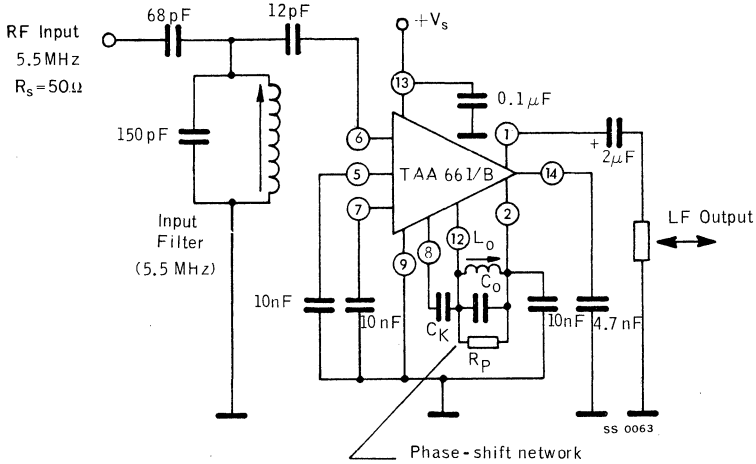 68pF
12pF
+Vs
RF Input
5.5MHz
Rs=50Ω
13
0.1μF
150pF
6
1
+
2μF
TAA 661/B
5
14
7
2
LF Output
Input
Filter
(5.5 MHz)
8
12
Lo
9
Co
10nF
10nF
CK
10nF
4.7nF
RP
SS 0063
Phase-shift network